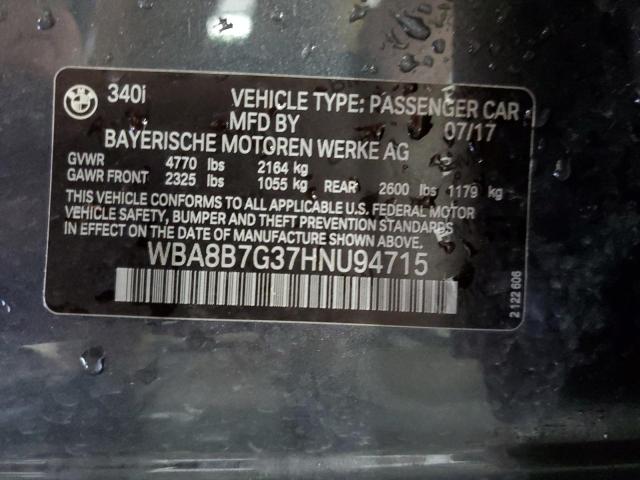 340i VEHICLE TYPE: PASSENGER CAR
MFD BY 07/17
BAYERISCHE MOTOREN WERKE AG
GVWR 4770 lbs 2164 kg
GAWR FRONT 2325 lbs 1055 kg REAR 2600 lbs 1179 kg
THIS VEHICLE CONFORMS TO ALL APPLICABLE U.S. FEDERAL MOTOR
VEHICLE SAFETY, BUMPER AND THEFT PREVENTION STANDARDS
IN EFFECT ON THE DATE OF MANUFACTURE SHOWN ABOVE.
WBA8B7G37HNU94715
2 122 606